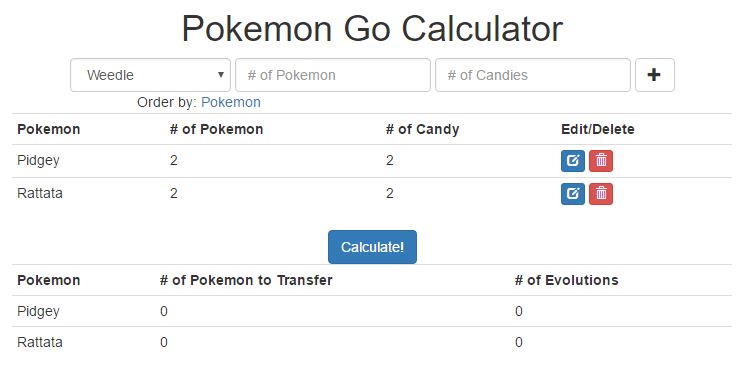 Pokemon Go Calculator
Weedle # of Pokemon # of Candies
Order by: Pokemon
Pokemon # of Pokemon # of Candy Edit/Delete
Pidgey 2 2
Rattata 2 2
Calculate!
Pokemon # of Pokemon to Transfer # of Evolutions
Pidgey 0 0
Rattata 0 0